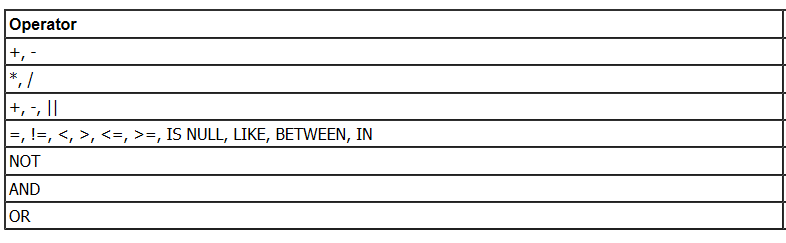 Operator
+, -
*, /
+, -, ||
=, !=, <, >, <=, >=, IS NULL, LIKE, BETWEEN, IN
NOT
AND
OR